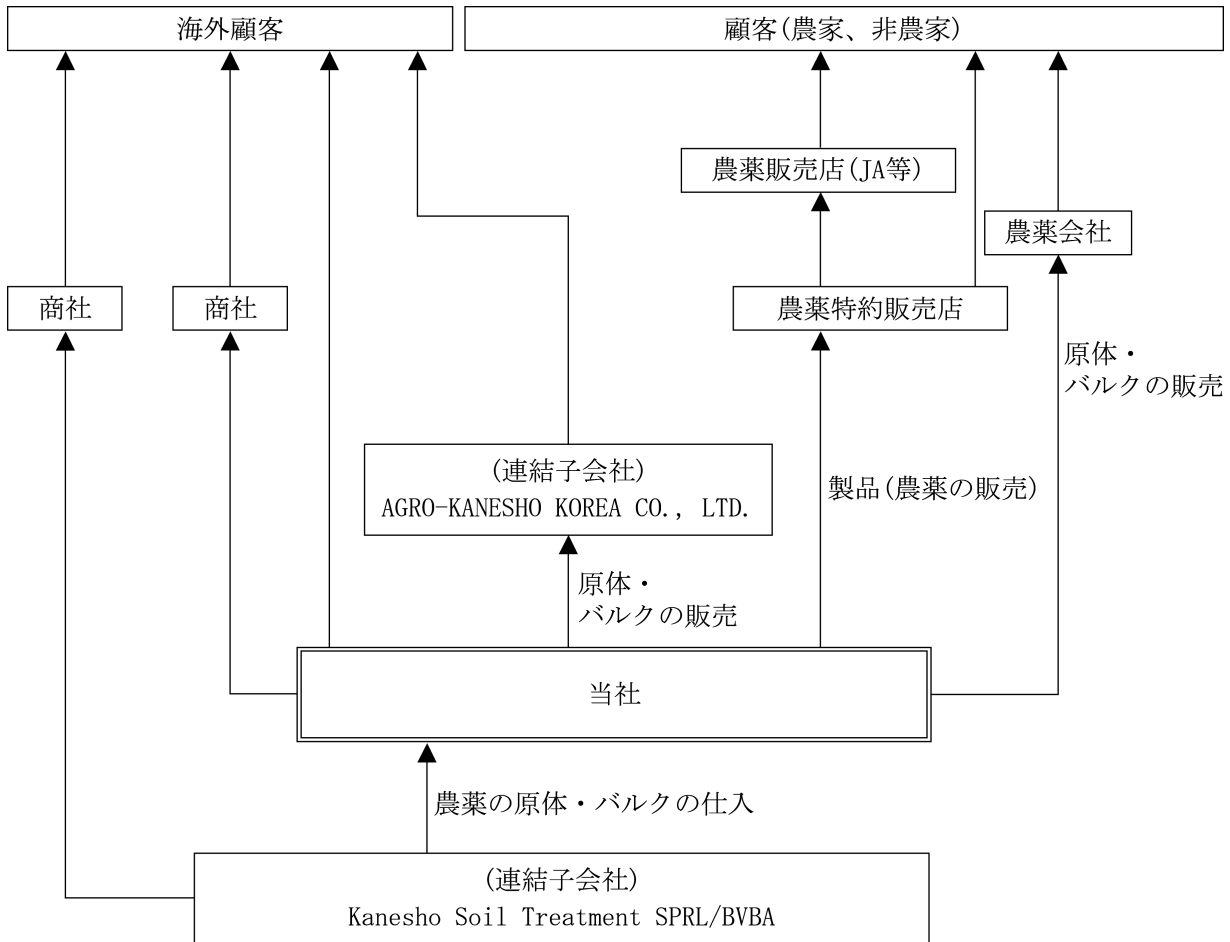 海外顧客
顧客(農家、非農家)
農薬販売店(JA等)
農薬会社
商社
商社
農薬特約販売店
原体・
バルクの販売
(連結子会社)
AGRO-KANESHO KOREA CO., LTD.
製品(農薬の販売)
原体・
バルクの販売
当社
農薬の原体・バルクの仕入
(連結子会社)
Kanesho Soil Treatment SPRL/BVBA